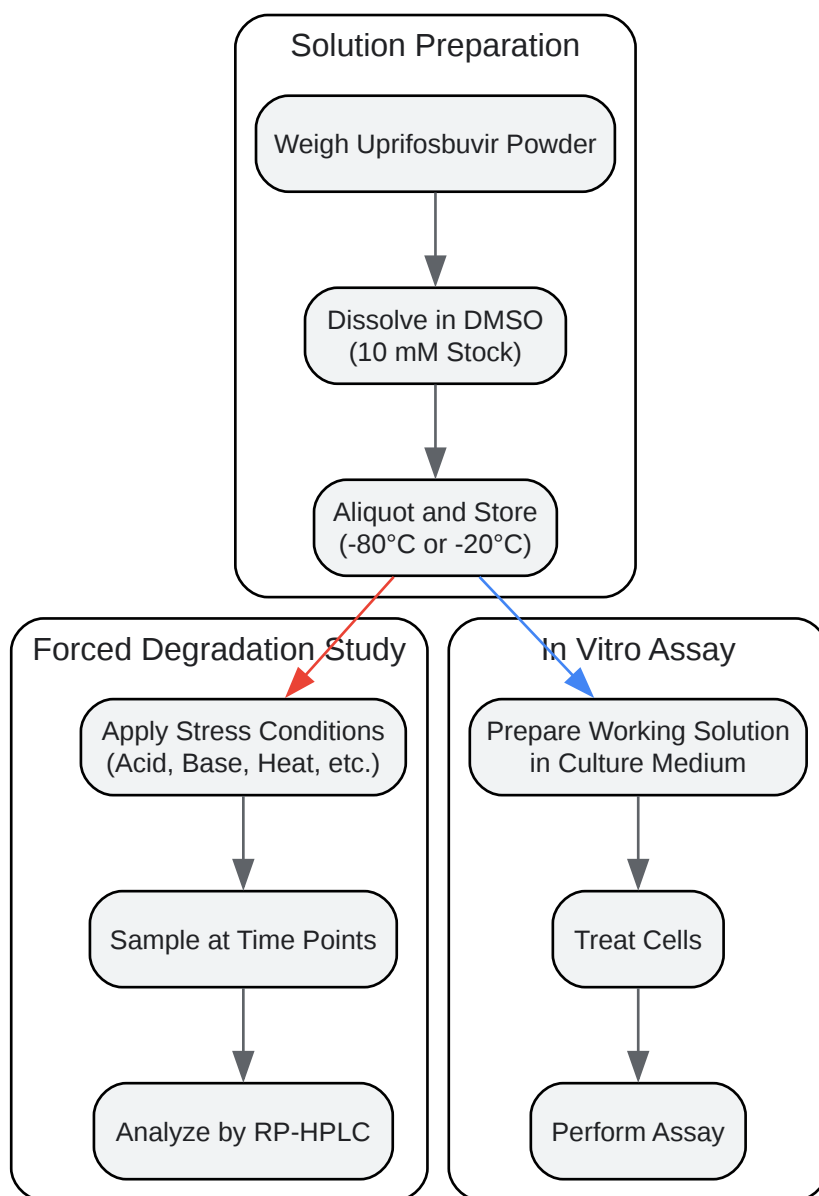 Solution Preparation
Weigh Uprifosbuvir Powder
Dissolve in DMSO
(10 mM Stock)
Aliquot and Store
(-80°C or -20°C)
Forced Degradation Study
Apply Stress Conditions
(Acid, Base, Heat, etc.)
Sample at Time Points
Analyze by RP-HPLC
In Vitro Assay
Prepare Working Solution
in Culture Medium
Treat Cells
Perform Assay